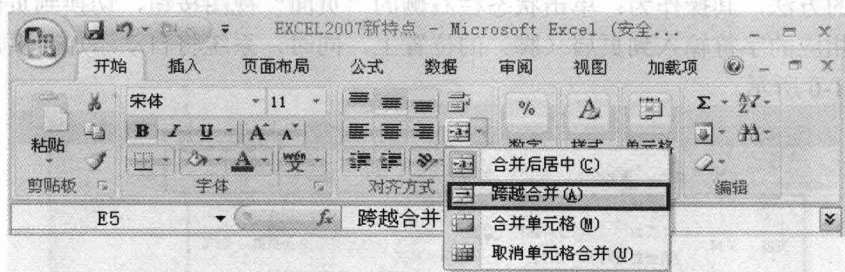 EXCEL2007新特点 - Microsoft Excel (安全...
开始 插入 页面布局 公式 数据 审阅 视图 加载项
宋体 11 %
B I U A A A Σ
粘贴 数字 样式 单元格
A wén 变 合并后居中(C)
剪贴板 字体 对齐方式 跨越合并(A) 编辑
E5 fx 跨越合并 合并单元格(M)
取消单元格合并(U)